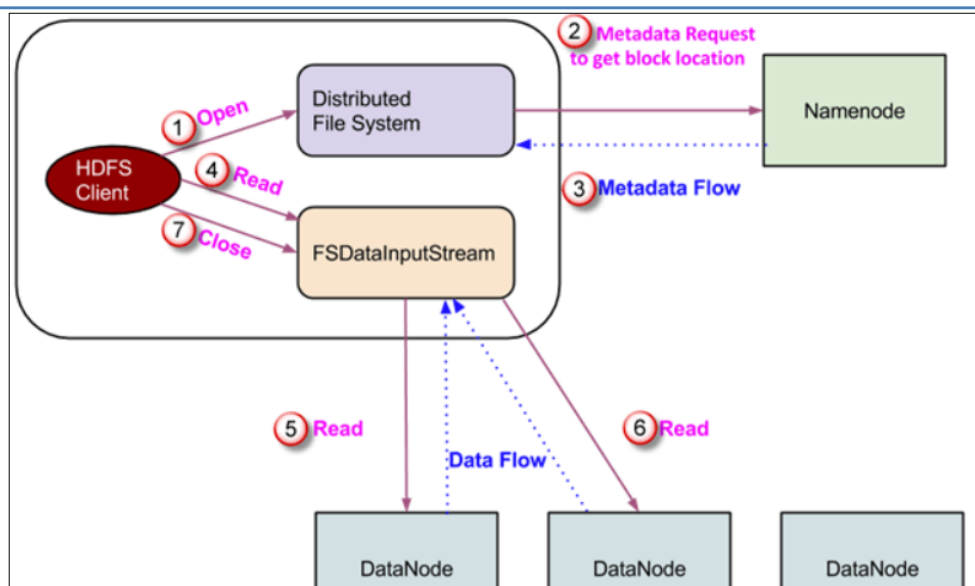 2 Metadata Request
to get block location
Distributed
File System
Namenode
1 Open
HDFS
Client
4 Read
3 Metadata Flow
7 Close
FSDataInputStream
5 Read
6 Read
Data Flow
DataNode
DataNode
DataNode